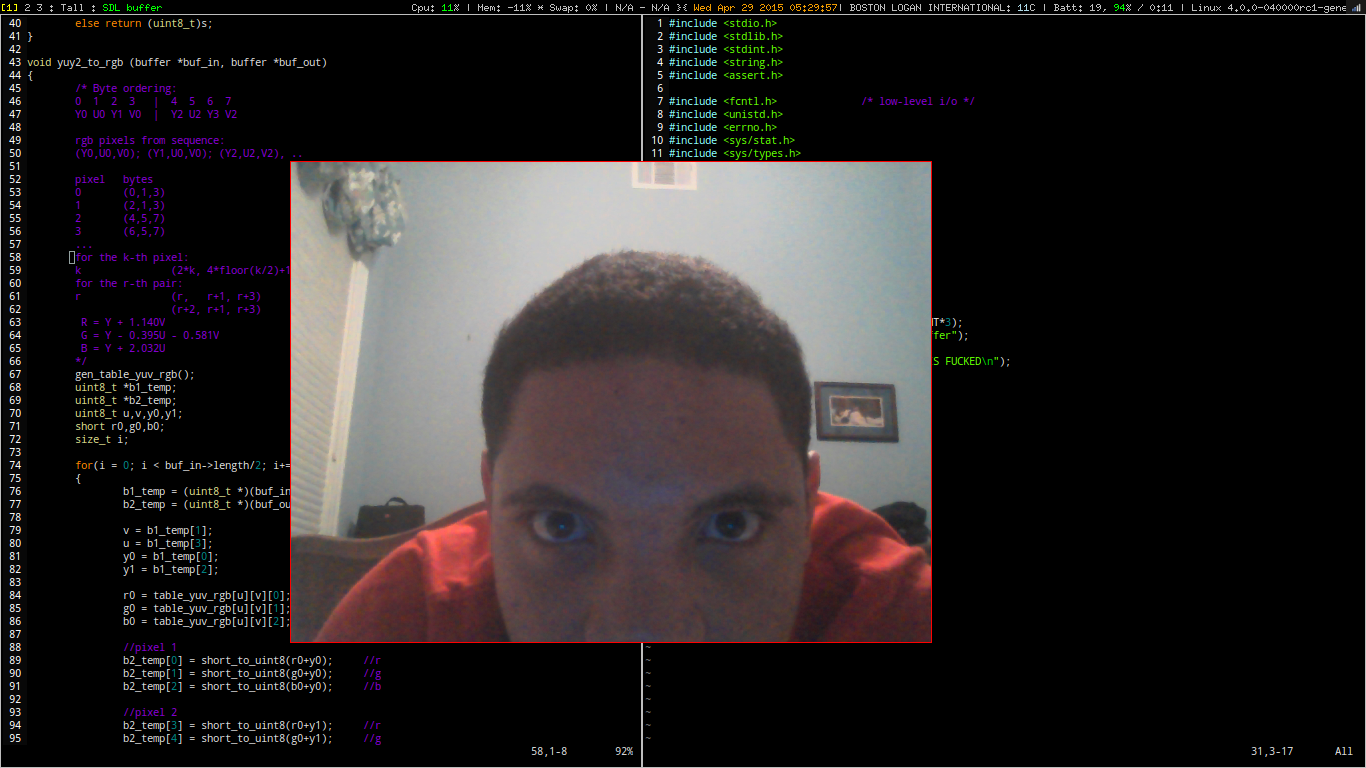 [1] 2 3 : Tall : SDL buffer Cpu: 11% | Mem: -11% * Swap: 0% | N/A - N/A }{ Wed Apr 29 2015 05:29:57| BOSTON LOGAN INTERNATIONAL: 11C | Batt: 19, 94% / 0:11 | Linux 4.0.0-040000rc1-gene
40 else return (uint8_t)s;
41 }
42
43 void yuy2_to_rgb (buffer *buf_in, buffer *buf_out)
44 {
45 /* Byte ordering:
46 0 1 2 3 | 4 5 6 7
47 Y0 U0 Y1 V0 | Y2 U2 Y3 V2
48
49 rgb pixels from sequence:
50 (Y0,U0,V0); (Y1,U0,V0); (Y2,U2,V2), ..
51
52 pixel bytes
53 0 (0,1,3)
54 1 (2,1,3)
55 2 (4,5,7)
56 3 (6,5,7)
57 ...
58 for the k-th pixel:
59 k (2*k, 4*floor(k/2)+1
60 for the r-th pair:
61 r (r, r+1, r+3)
62 (r+2, r+1, r+3)
63 R = Y + 1.140V
64 G = Y - 0.395U - 0.581V
65 B = Y + 2.032U
66 */
67 gen_table_yuv_rgb();
68 uint8_t *b1_temp;
69 uint8_t *b2_temp;
70 uint8_t u,v,y0,y1;
71 short r0,g0,b0;
72 size_t i;
73
74 for(i = 0; i < buf_in->length/2; i+=
75 {
76 b1_temp = (uint8_t *)(buf_in
77 b2_temp = (uint8_t *)(buf_ou
78
79 v = b1_temp[1];
80 u = b1_temp[3];
81 y0 = b1_temp[0];
82 y1 = b1_temp[2];
83
84 r0 = table_yuv_rgb[u][v][0];
85 g0 = table_yuv_rgb[u][v][1];
86 b0 = table_yuv_rgb[u][v][2];
87
88 //pixel 1
89 b2_temp[0] = short_to_uint8(r0+y0); //r
90 b2_temp[1] = short_to_uint8(g0+y0); //g
91 b2_temp[2] = short_to_uint8(b0+y0); //b
92
93 //pixel 2
94 b2_temp[3] = short_to_uint8(r0+y1); //r
95 b2_temp[4] = short_to_uint8(g0+y1); //g
58,1-8 92%
1 #include <stdio.h>
2 #include <stdlib.h>
3 #include <stdint.h>
4 #include <string.h>
5 #include <assert.h>
6
7 #include <fcntl.h> /* low-level i/o */
8 #include <unistd.h>
9 #include <errno.h>
10 #include <sys/stat.h>
11 #include <sys/types.h>
NT*3);
fer");
S FUCKED\n");
~
~
~
~
~
~
~
~
31,3-17 All